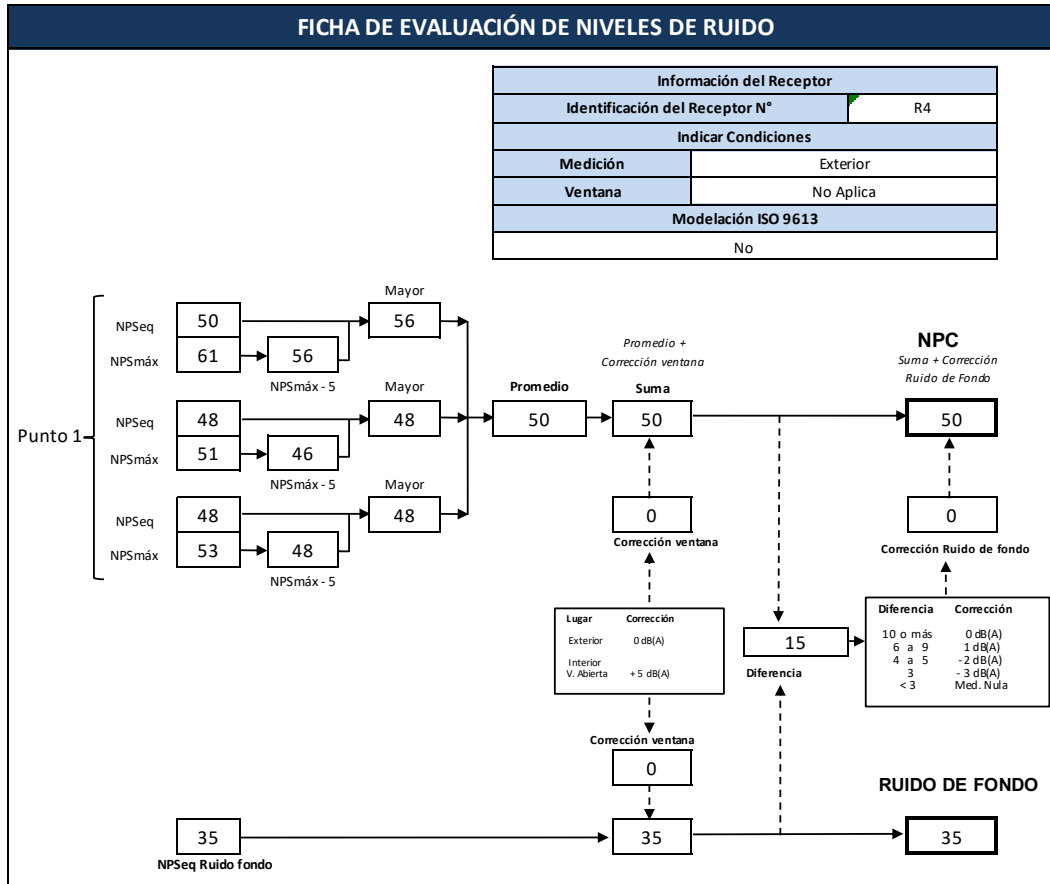 FICHA DE EVALUACIÓN DE NIVELES DE RUIDO
Información del Receptor
Identificación del Receptor N° R4
Indicar Condiciones
Medición Exterior
Ventana No Aplica
Modelación ISO 9613
No
Punto 1
NPSeq 50
NPSmáx 61 56
NPSmáx - 5
Mayor
56
NPSeq 48
NPSmáx 51 46
NPSmáx - 5
Mayor
48
NPSeq 48
NPSmáx 53 48
NPSmáx - 5
Mayor
48
Promedio
50
Promedio +
Corrección ventana
Suma
50
NPC
Suma + Corrección
Ruido de Fondo
50
0
Corrección ventana
0
Corrección Ruido de fondo
Lugar Corrección
Exterior 0 dB(A)
Interior
V. Abierta + 5 dB(A)
15
Diferencia
Diferencia Corrección
10 o más 0 dB(A)
6 a 9 1 dB(A)
4 a 5 -2 dB(A)
3 - 3 dB(A)
< 3 Med. Nula
Corrección ventana
0
RUIDO DE FONDO
35
NPSeq Ruido fondo
35
35